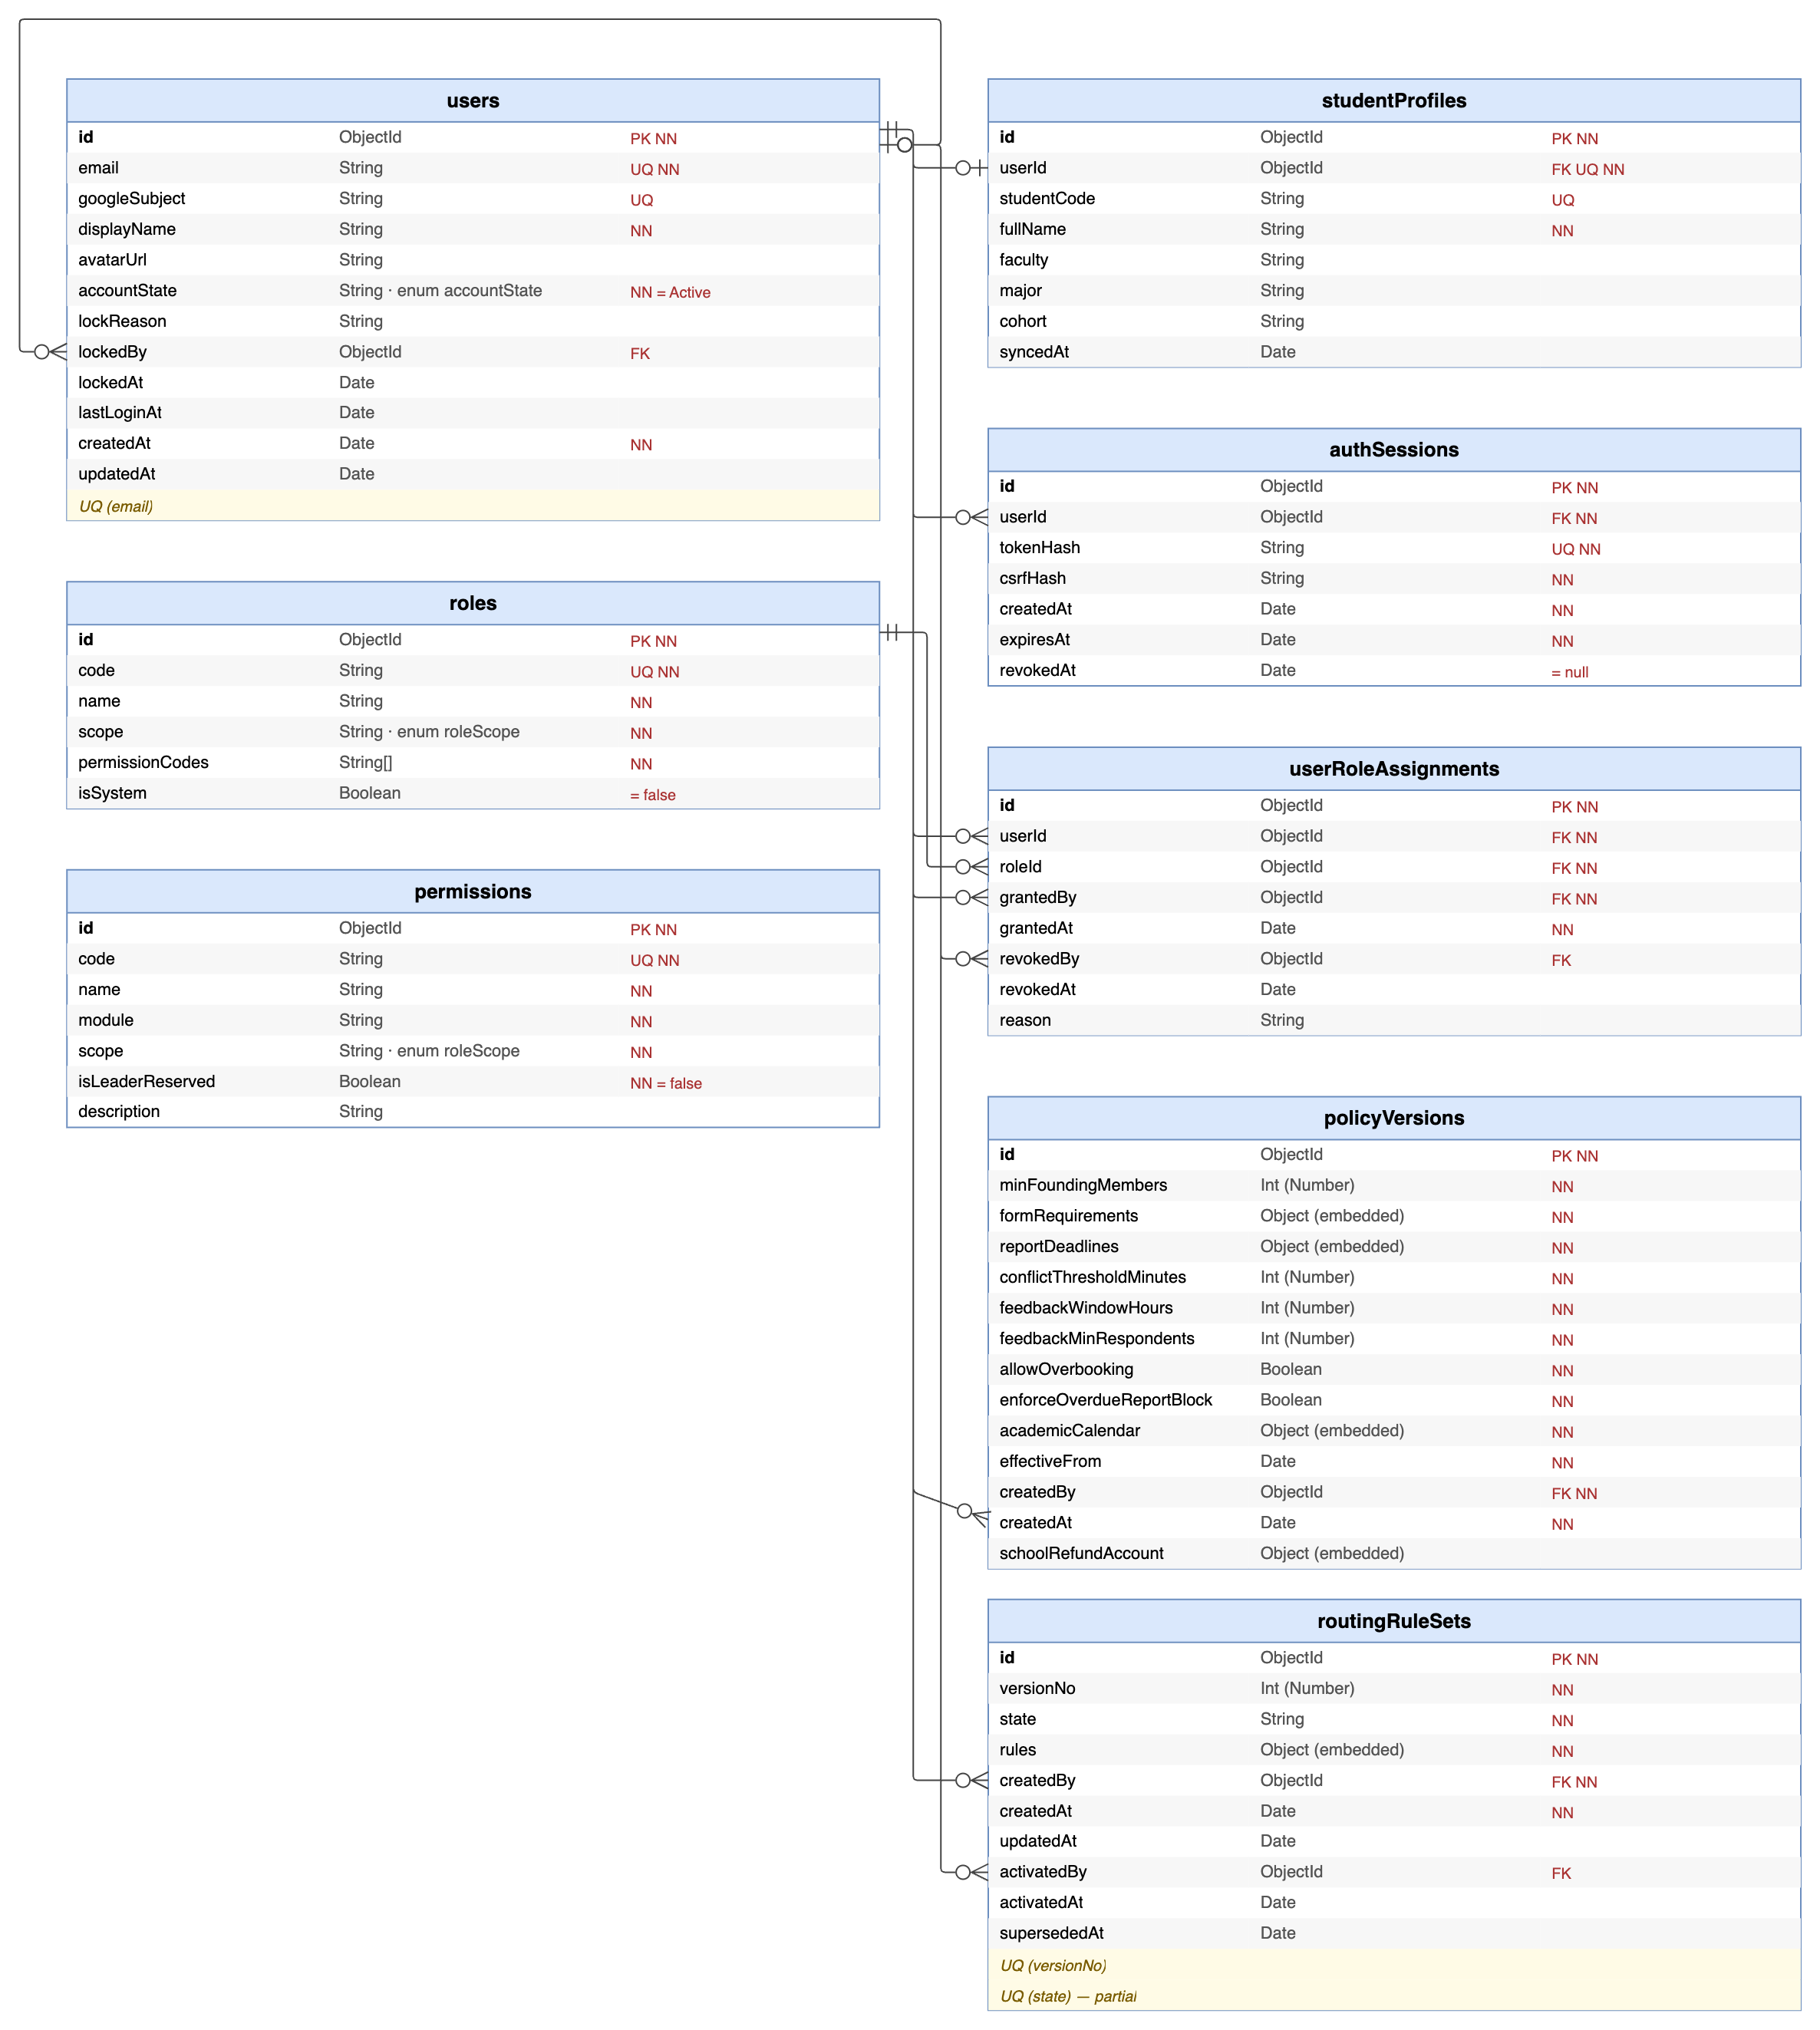 users
id ObjectId PK NN
email String UQ NN
googleSubject String UQ
displayName String NN
avatarUrl String
accountState String · enum accountState NN = Active
lockReason String
lockedBy ObjectId FK
lockedAt Date
lastLoginAt Date
createdAt Date NN
updatedAt Date
UQ (email)
roles
id ObjectId PK NN
code String UQ NN
name String NN
scope String · enum roleScope NN
permissionCodes String[] NN
isSystem Boolean = false
permissions
id ObjectId PK NN
code String UQ NN
name String NN
module String NN
scope String · enum roleScope NN
isLeaderReserved Boolean NN = false
description String
studentProfiles
id ObjectId PK NN
userId ObjectId FK UQ NN
studentCode String UQ
fullName String NN
faculty String
major String
cohort String
syncedAt Date
authSessions
id ObjectId PK NN
userId ObjectId FK NN
tokenHash String UQ NN
csrfHash String NN
createdAt Date NN
expiresAt Date NN
revokedAt Date = null
userRoleAssignments
id ObjectId PK NN
userId ObjectId FK NN
roleId ObjectId FK NN
grantedBy ObjectId FK NN
grantedAt Date NN
revokedBy ObjectId FK
revokedAt Date
reason String
policyVersions
id ObjectId PK NN
minFoundingMembers Int (Number) NN
formRequirements Object (embedded) NN
reportDeadlines Object (embedded) NN
conflictThresholdMinutes Int (Number) NN
feedbackWindowHours Int (Number) NN
feedbackMinRespondents Int (Number) NN
allowOverbooking Boolean NN
enforceOverdueReportBlock Boolean NN
academicCalendar Object (embedded) NN
effectiveFrom Date NN
createdBy ObjectId FK NN
createdAt Date NN
schoolRefundAccount Object (embedded)
routingRuleSets
id ObjectId PK NN
versionNo Int (Number) NN
state String NN
rules Object (embedded) NN
createdBy ObjectId FK NN
createdAt Date NN
updatedAt Date
activatedBy ObjectId FK
activatedAt Date
supersededAt Date
UQ (versionNo)
UQ (state) — partial